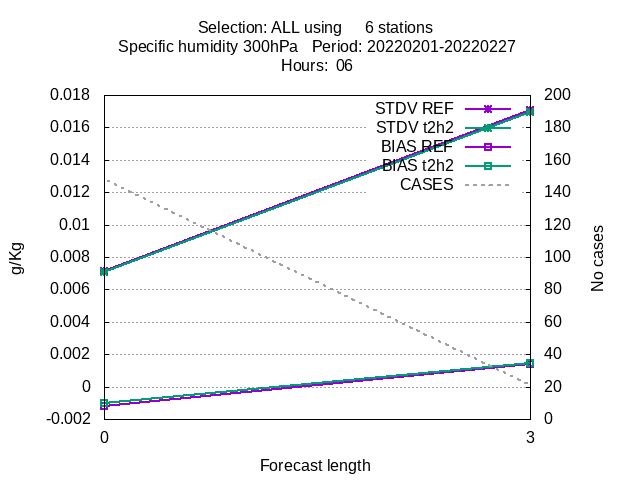 Selection: ALL using 6 stations
Specific humidity 300hPa Period: 20220201-20220227
Hours: 06
0.018
0.016
0.014
0.012
0.01
0.008
0.006
0.004
0.002
0
-0.002
g/Kg
STDV REF
STDV t2h2
BIAS REF
BIAS t2h2
CASES
200
180
160
140
120
100
80
60
40
20
0
No cases
0 3
Forecast length